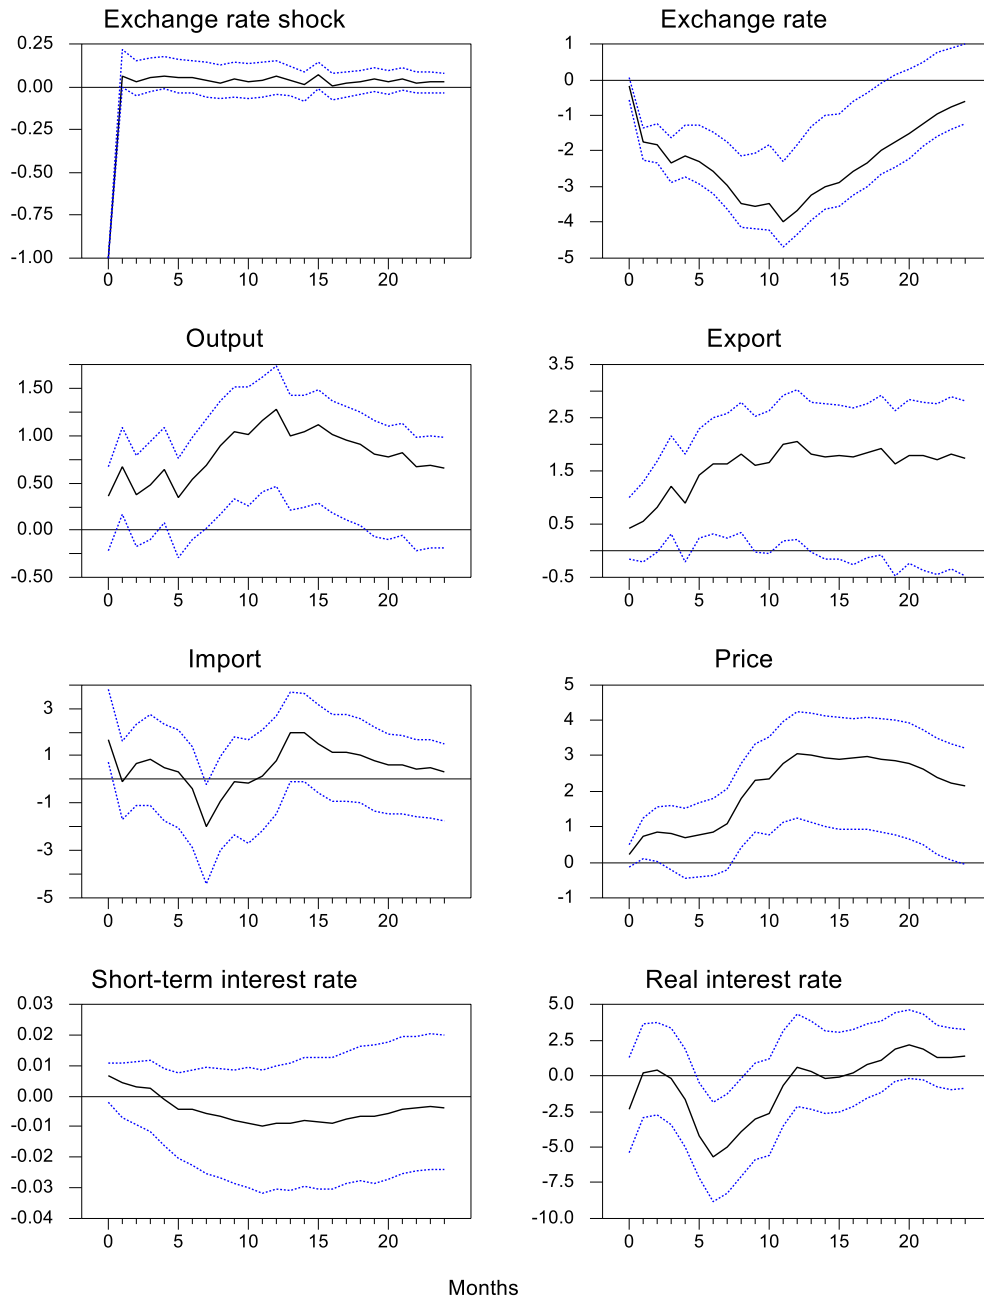 Exchange rate shock
0.25
0.00
-0.25
-0.50
-0.75
-1.00
0 5 10 15 20
Exchange rate
1
0
-1
-2
-3
-4
-5
0 5 10 15 20
Output
1.50
1.00
0.50
0.00
-0.50
0 5 10 15 20
Export
3.5
2.5
1.5
0.5
-0.5
0 5 10 15 20
Import
3
1
-1
-3
-5
0 5 10 15 20
Price
5
4
3
2
1
0
-1
0 5 10 15 20
Short-term interest rate
0.03
0.02
0.01
0.00
-0.01
-0.02
-0.03
-0.04
0 5 10 15 20
Real interest rate
5.0
2.5
0.0
-2.5
-5.0
-7.5
-10.0
0 5 10 15 20
Months